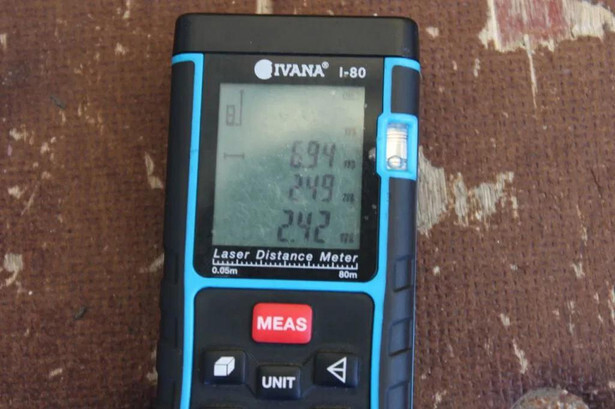 IVANA® I-80
6.94 m
2.49 m
2.42 m
Laser Distance Meter
0.05m 80m
MEAS
UNIT